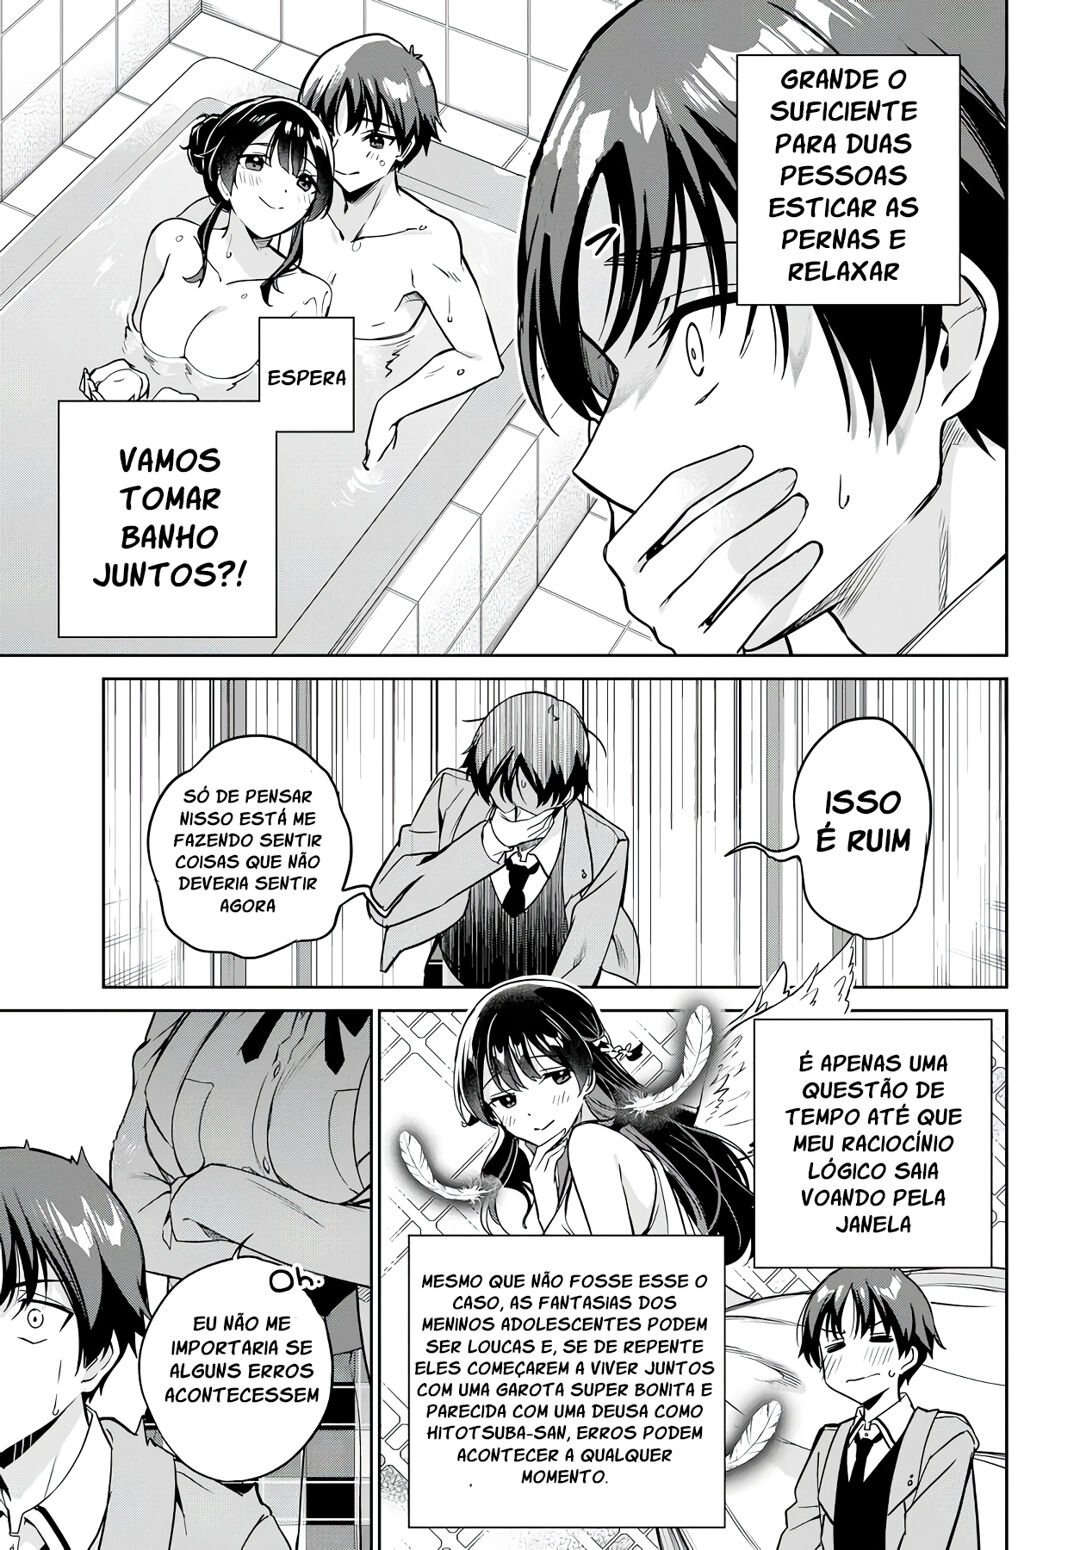 GRANDE O
SUFICIENTE
PARA DUAS
PESSOAS
ESTICAR AS
PERNAS E
RELAXAR
ESPERA
VAMOS
TOMAR
BANHO
JUNTOS?!
ISSO
É RUIM
SÓ DE PENSAR
NISSO ESTÁ ME
FAZENDO SENTIR
COISAS QUE NÃO
DEVERIA SENTIR
AGORA
É APENAS UMA
QUESTÃO DE
TEMPO ATÉ QUE
MEU RACIOCÍNIO
LÓGICO SAIA
VOANDO PELA
JANELA
MESMO QUE NÃO FOSSE ESSE O
CASO, AS FANTASIAS DOS
MENINOS ADOLESCENTES PODEM
SER LOUCAS E, SE DE REPENTE
ELES COMEÇAREM A VIVER JUNTOS
COM UMA GAROTA SUPER BONITA E
PARECIDA COM UMA DEUSA COMO
HITOTSUBA-SAN, ERROS PODEM
ACONTECER A QUALQUER
MOMENTO.
Oh.
EU NÃO ME
IMPORTARIA SE
ALGUNS ERROS
ACONTECESSEM